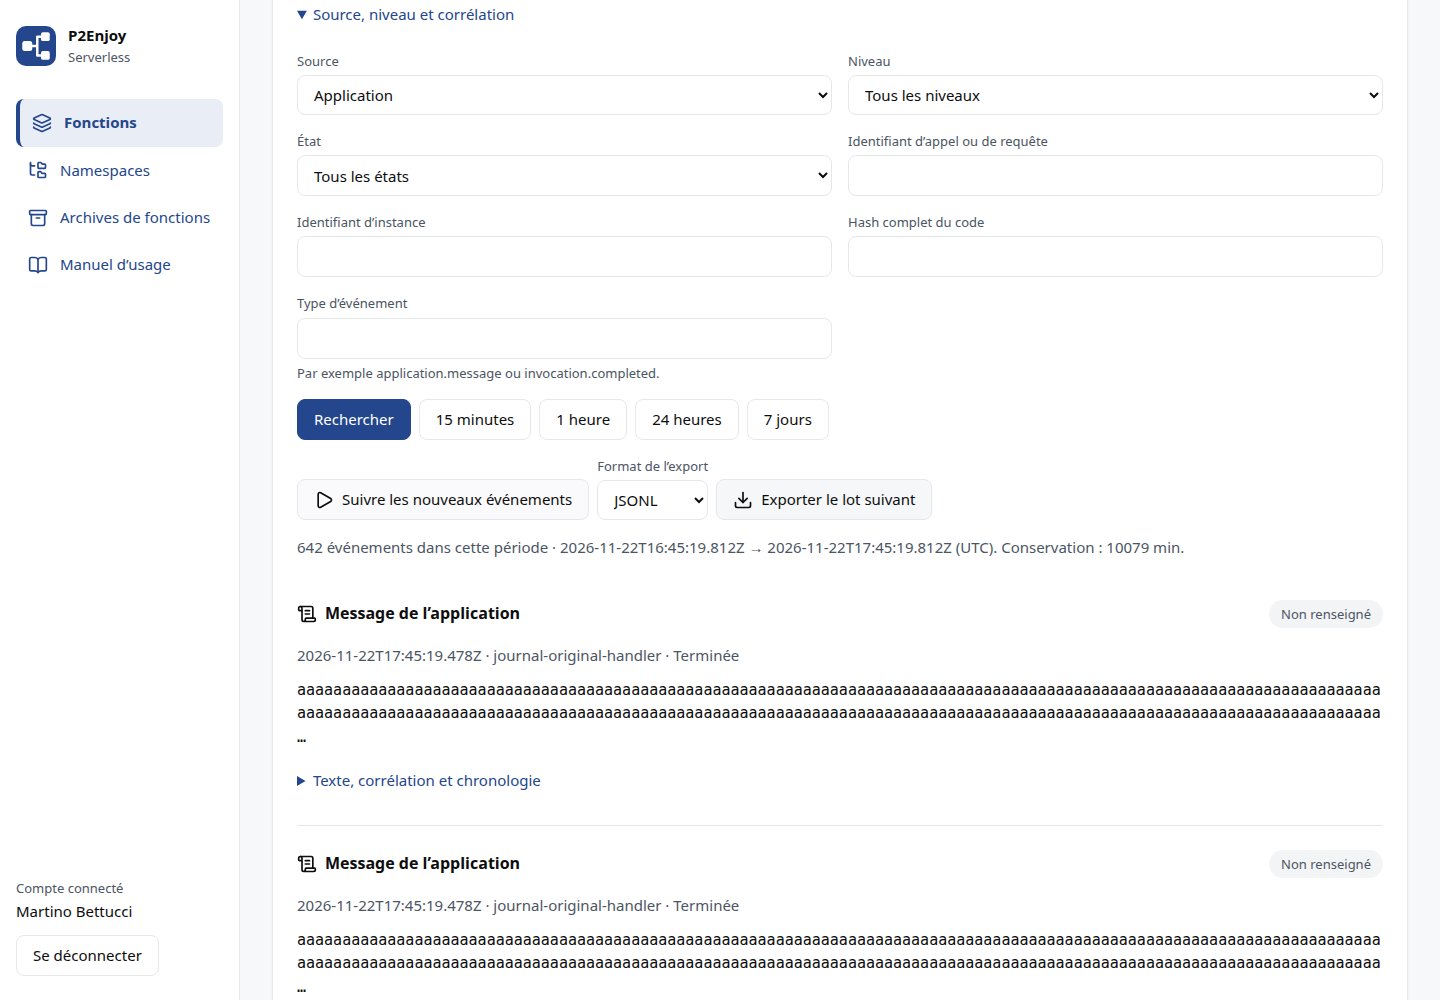 P2Enjoy
Serverless
Fonctions
Namespaces
Archives de fonctions
Manuel d’usage
Compte connecté
Martino Bettucci
Se déconnecter
Source, niveau et corrélation
Source
Niveau
Application
Tous les niveaux
État
Identifiant d’appel ou de requête
Tous les états
Identifiant d’instance
Hash complet du code
Type d’événement
Par exemple application.message ou invocation.completed.
Rechercher
15 minutes
1 heure
24 heures
7 jours
Format de l’export
Suivre les nouveaux événements
JSONL
Exporter le lot suivant
642 événements dans cette période · 2026-11-22T16:45:19.812Z → 2026-11-22T17:45:19.812Z (UTC). Conservation : 10079 min.
Message de l’application
Non renseigné
2026-11-22T17:45:19.478Z · journal-original-handler · Terminée
aaaaaaaaaaaaaaaaaaaaaaaaaaaaaaaaaaaaaaaaaaaaaaaaaaaaaaaaaaaaaaaaaaaaaaaaaaaaaaaaaaaaaaaaaaaaaaaaaaaaaaaaaaaaaaaaaaaaaaaa
aaaaaaaaaaaaaaaaaaaaaaaaaaaaaaaaaaaaaaaaaaaaaaaaaaaaaaaaaaaaaaaaaaaaaaaaaaaaaaaaaaaaaaaaaaaaaaaaaaaaaaaaaaaaaaaaaaaaaaaa
…
Texte, corrélation et chronologie
Message de l’application
Non renseigné
2026-11-22T17:45:19.478Z · journal-original-handler · Terminée
aaaaaaaaaaaaaaaaaaaaaaaaaaaaaaaaaaaaaaaaaaaaaaaaaaaaaaaaaaaaaaaaaaaaaaaaaaaaaaaaaaaaaaaaaaaaaaaaaaaaaaaaaaaaaaaaaaaaaaaa
aaaaaaaaaaaaaaaaaaaaaaaaaaaaaaaaaaaaaaaaaaaaaaaaaaaaaaaaaaaaaaaaaaaaaaaaaaaaaaaaaaaaaaaaaaaaaaaaaaaaaaaaaaaaaaaaaaaaaaaa
…